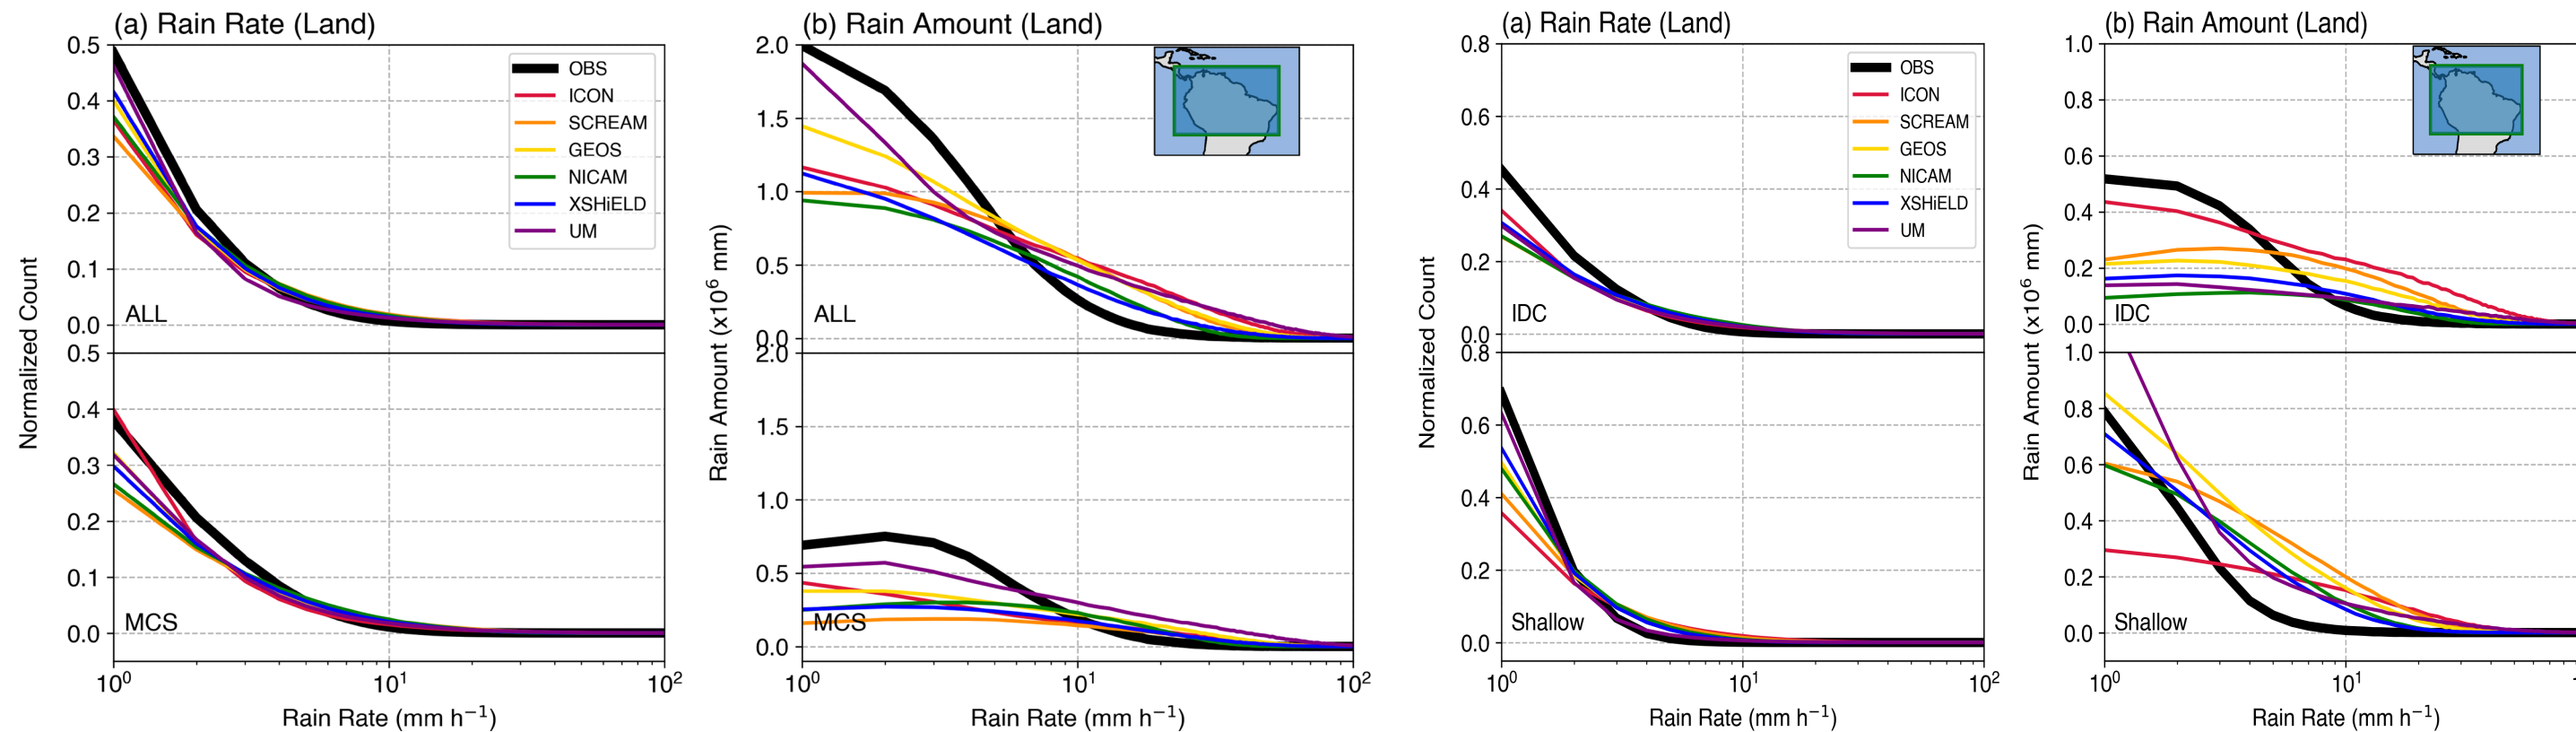 (a) Rain Rate (Land)
0.5
0.4
0.3
0.2
0.1
0.0
OBS
ICON
SCREAM
GEOS
NICAM
XSHiELD
UM
ALL
0.5
0.4
0.3
0.2
0.1
0.0
MCS
Normalized Count
10⁰ 10¹ 10²
Rain Rate (mm h⁻¹)
(b) Rain Amount (Land)
2.0
1.5
1.0
0.5
0.0
ALL
2.0
1.5
1.0
0.5
0.0
MCS
Rain Amount (x10⁶ mm)
10⁰ 10¹ 10²
Rain Rate (mm h⁻¹)
(a) Rain Rate (Land)
0.8
0.6
0.4
0.2
0.0
OBS
ICON
SCREAM
GEOS
NICAM
XSHiELD
UM
IDC
0.8
0.6
0.4
0.2
0.0
Shallow
Normalized Count
10⁰ 10¹ 10²
Rain Rate (mm h⁻¹)
(b) Rain Amount (Land)
1.0
0.8
0.6
0.4
0.2
0.0
IDC
1.0
0.8
0.6
0.4
0.2
0.0
Shallow
Rain Amount (x10⁶ mm)
10⁰ 10¹
Rain Rate (mm h⁻¹)